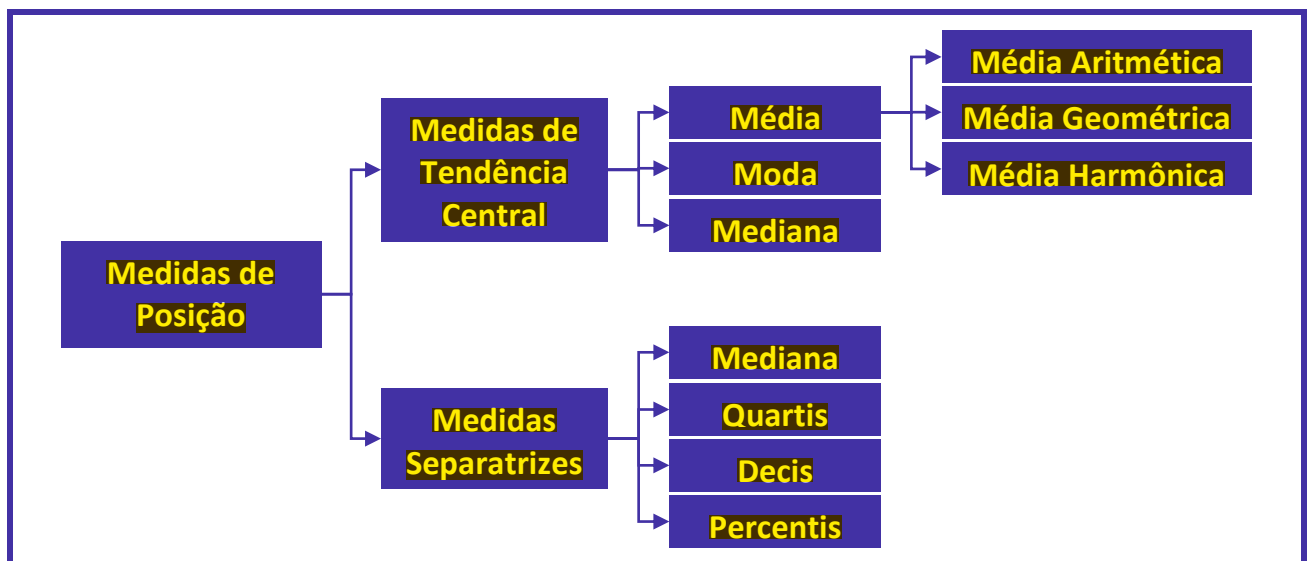 Medidas de
Posição
Medidas de
Tendência
Central
Média
Moda
Mediana
Média Aritmética
Média Geométrica
Média Harmônica
Medidas
Separatrizes
Mediana
Quartis
Decis
Percentis